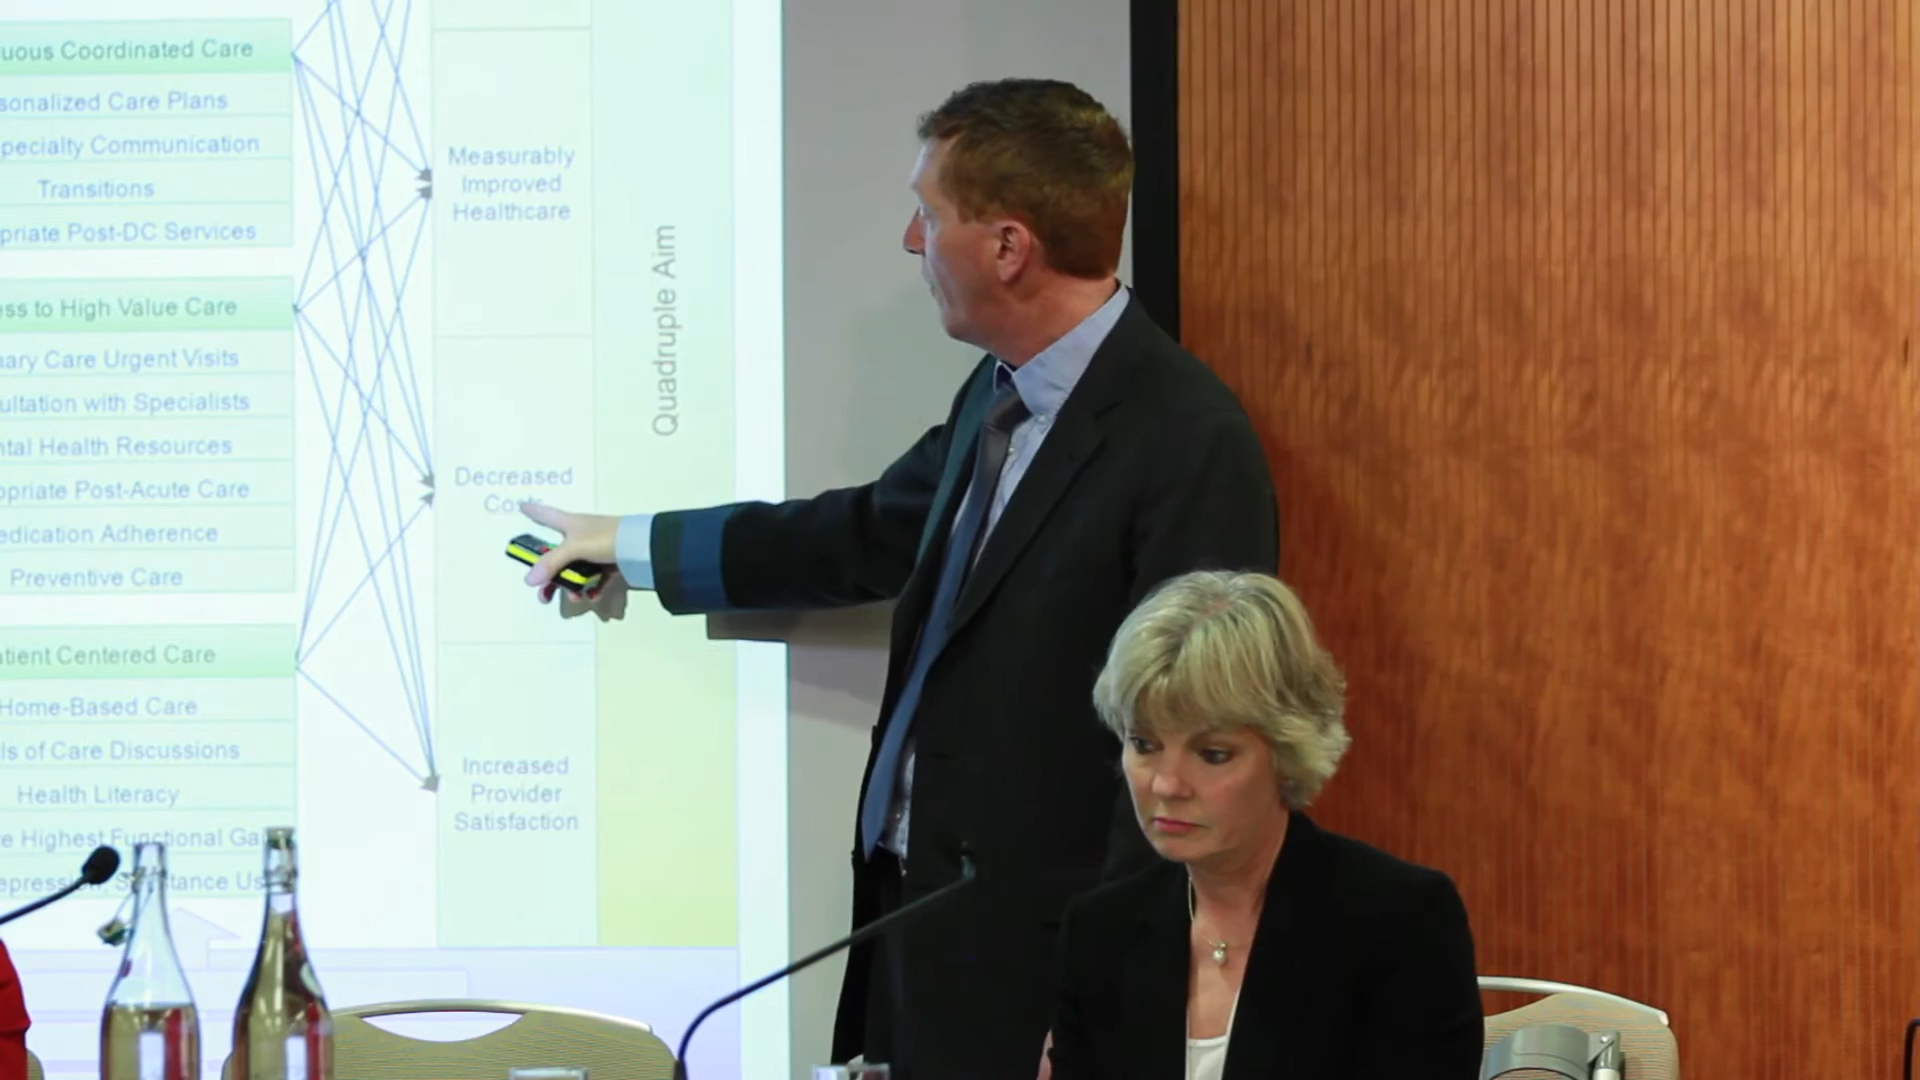 uous Coordinated Care
sonalized Care Plans
pecialty Communication
Transitions
priate Post-DC Services
ess to High Value Care
ary Care Urgent Visits
ultation with Specialists
ntal Health Resources
opriate Post-Acute Care
edication Adherence
Preventive Care
atient Centered Care
Home-Based Care
ls of Care Discussions
Health Literacy
e Highest Functional Ga
epression, Substance Us
Measurably
Improved
Healthcare
Decreased
Costs
Increased
Provider
Satisfaction
Quadruple Aim